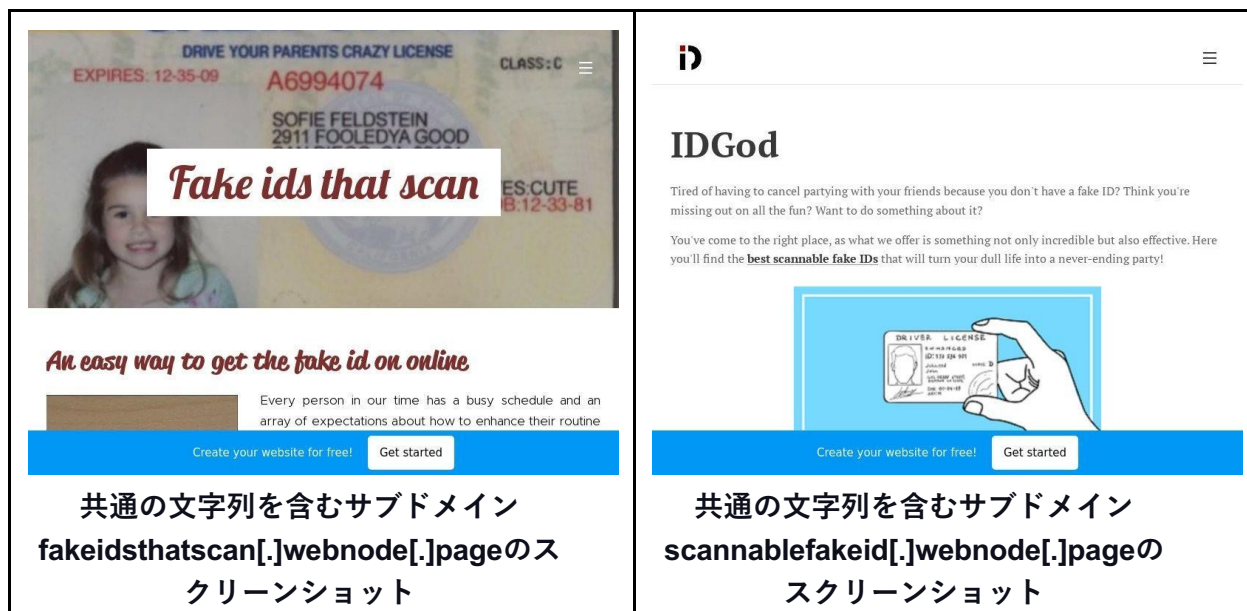 DRIVE YOUR PARENTS CRAZY LICENSE
EXPIRES: 12-35-09
A6994074
CLASS:C
SOFIE FELDSTEIN
2911 FOOLEDYA GOOD
Fake ids that scan
ES:CUTE
B:12-33-81
An easy way to get the fake id on online
Every person in our time has a busy schedule and an
array of expectations about how to enhance their routine
Create your website for free!
Get started
共通の文字列を含むサブドメイン
fakeidsthatscan[.]webnode[.]pageのス
クリーンショット
iD
IDGod
Tired of having to cancel partying with your friends because you don't have a fake ID? Think you're
missing out on all the fun? Want to do something about it?
You've come to the right place, as what we offer is something not only incredible but also effective. Here
you'll find the best scannable fake IDs that will turn your dull life into a never-ending party!
DRIVER LICENSE
Create your website for free!
Get started
共通の文字列を含むサブドメイン
scannablefakeid[.]webnode[.]pageの
スクリーンショット